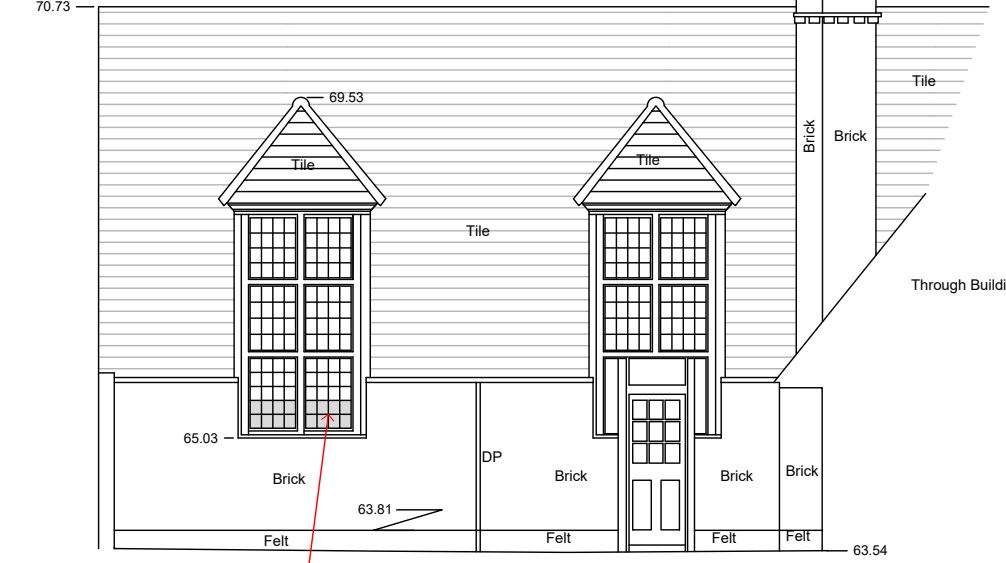 70.73
69.53
Tile
Tile
Tile
Tile
Brick
Brick
Through Buildi
65.03
Brick
DP
Brick
Brick
Brick
63.81
Felt
Felt
Felt
Felt
63.54